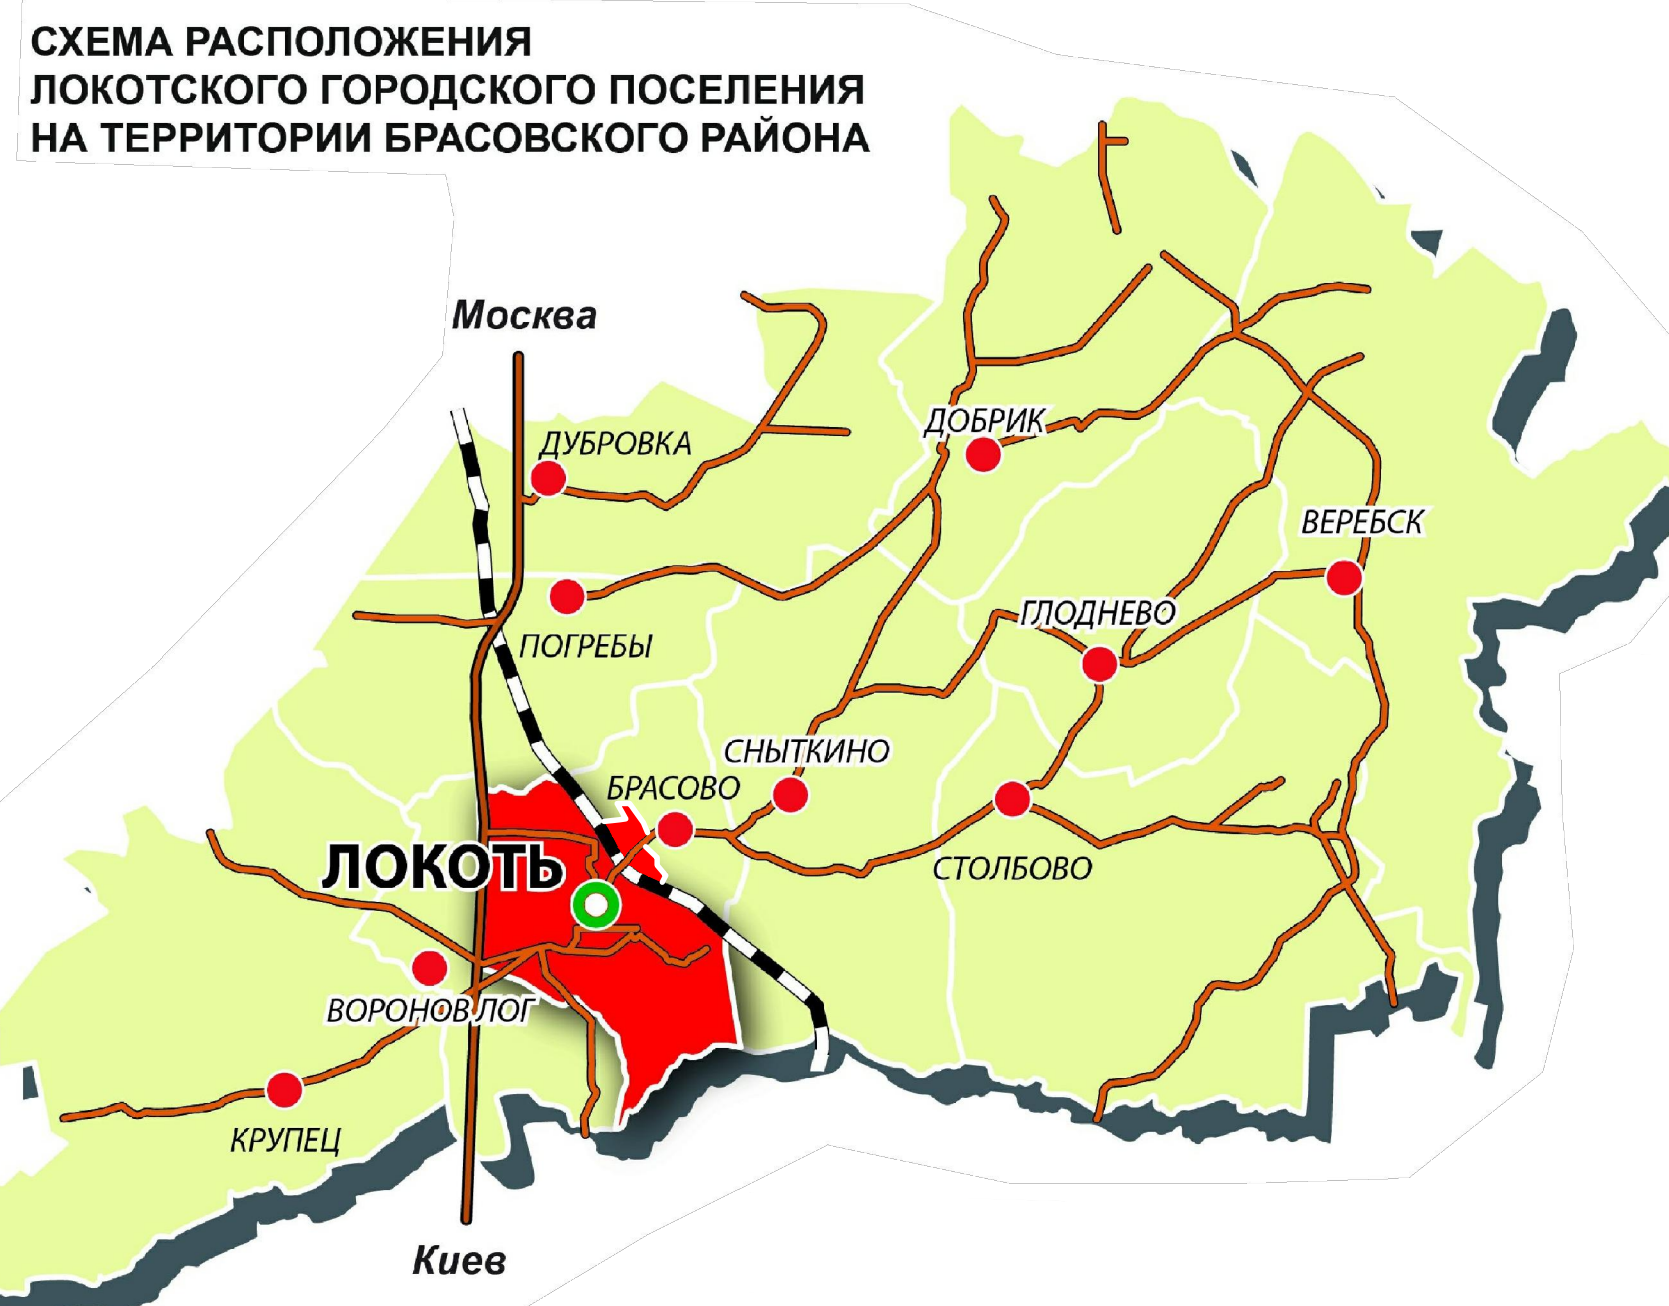 СХЕМА РАСПОЛОЖЕНИЯ
ЛОКОТСКОГО ГОРОДСКОГО ПОСЕЛЕНИЯ
НА ТЕРРИТОРИИ БРАСОВСКОГО РАЙОНА
Москва
ДОБРИК
ДУБРОВКА
ВЕРЕБСК
ГЛОДНЕВО
ПОГРЕБЫ
СНЫТКИНО
БРАСОВО
ЛОКОТЬ
СТОЛБОВО
ВОРОНОВ ЛОГ
КРУПЕЦ
Киев